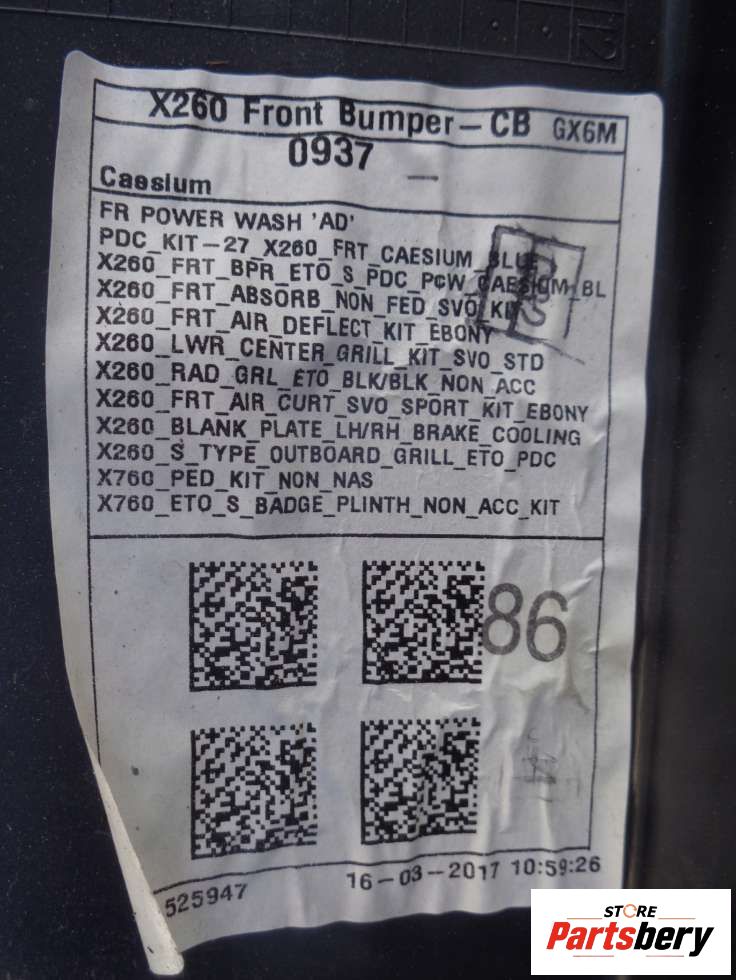 12
X260 Front Bumper-CB GX6M
0937 -
Caesium
FR POWER WASH 'AD'
PDC_KIT-27_X260_FRT_CAESIUM_BLUE
X260_FRT_BPR_ETO_S_PDC_PCW_CAESIUM_BL
X260_FRT_ABSORB_NON_FED_SVO_KIT
X260_FRT_AIR_DEFLECT_KIT_EBONY
X260_LWR_CENTER_GRILL_KIT_SVO_STD
X260_RAD_GRL_ETO_BLK/BLK_NON_ACC
X260_FRT_AIR_CURT_SVO_SPORT_KIT_EBONY
X260_BLANK_PLATE_LH/RH_BRAKE_COOLING
X260_S_TYPE_OUTBOARD_GRILL_ETO_PDC
X760_PED_KIT_NON_NAS
X760_ETO_S_BADGE_PLINTH_NON_ACC_KIT
86
525947
16-03-2017 10:59:26
STORE
Partsbery